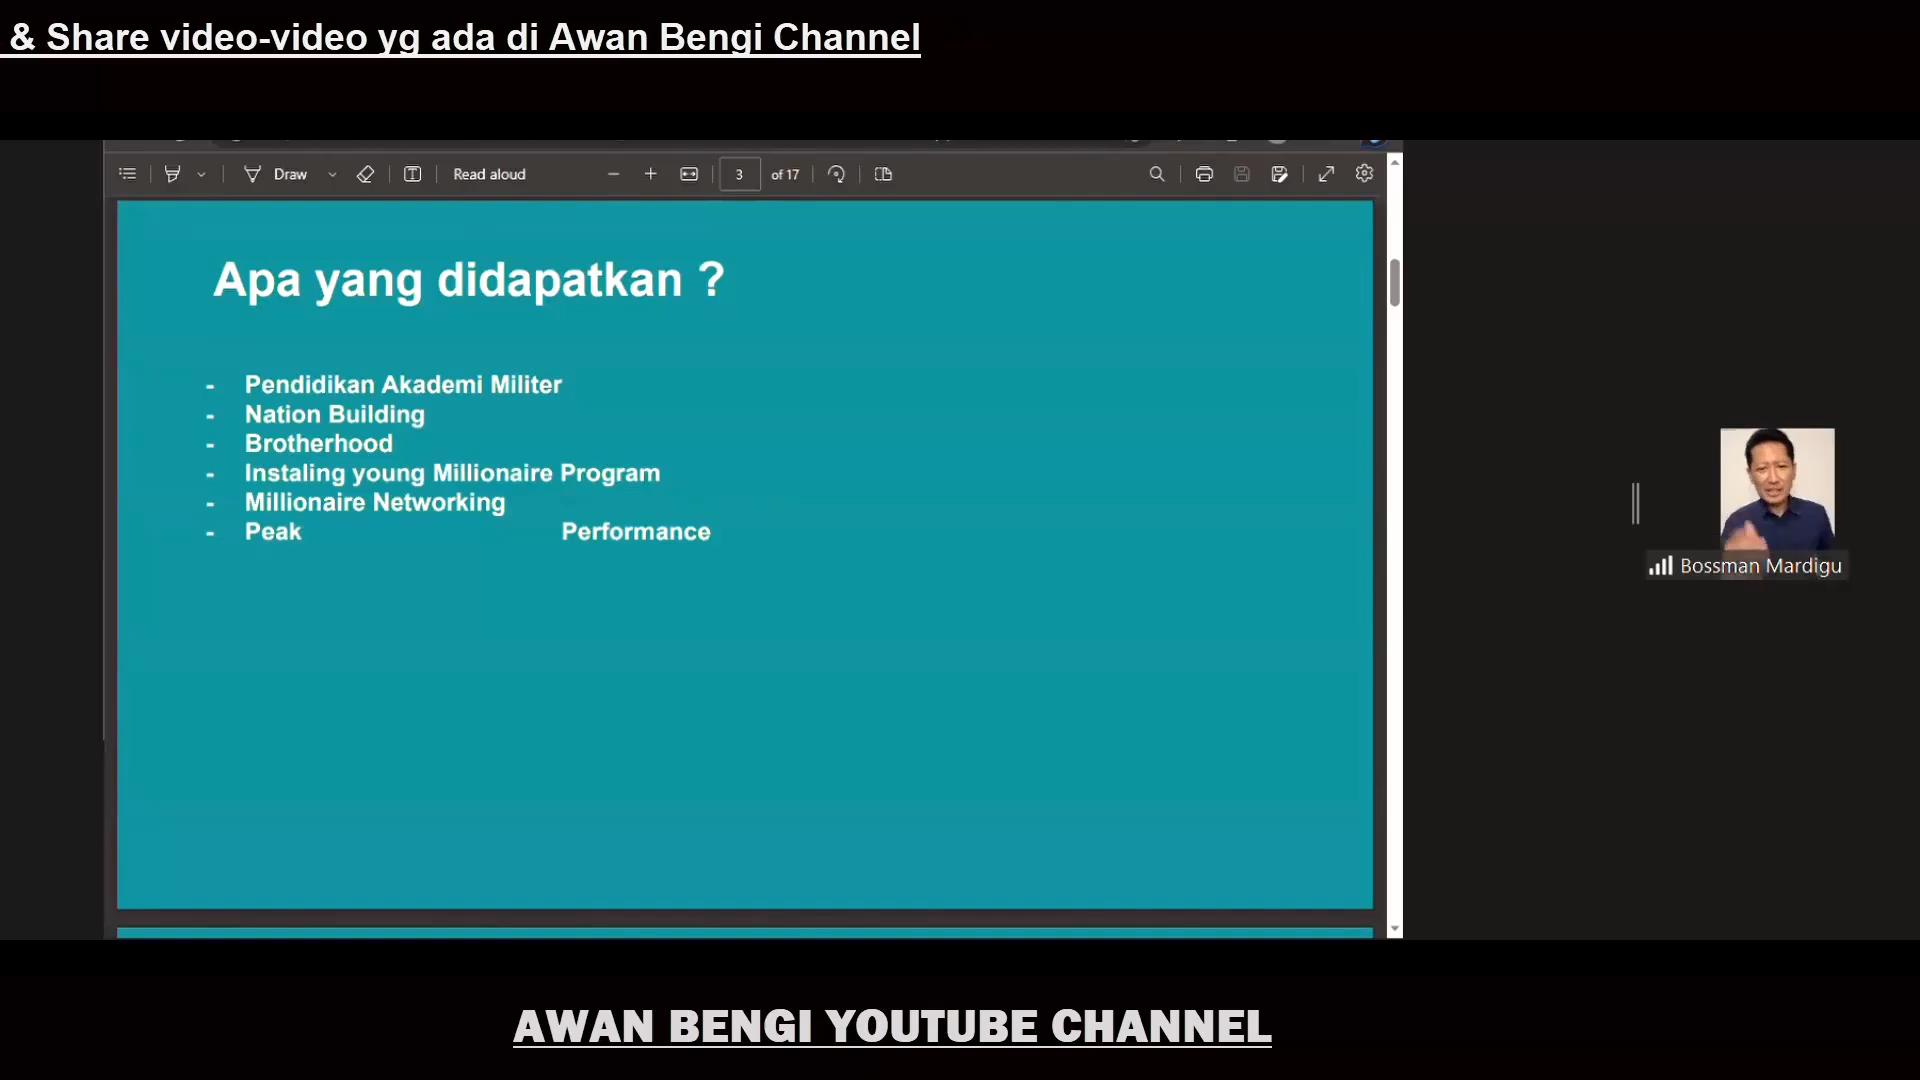 & Share video-video yg ada di Awan Bengi Channel
Draw
Read aloud
3 of 17
Apa yang didapatkan ?
- Pendidikan Akademi Militer
- Nation Building
- Brotherhood
- Instaling young Millionaire Program
- Millionaire Networking
- Peak Performance
Bossman Mardigu
AWAN BENGI YOUTUBE CHANNEL